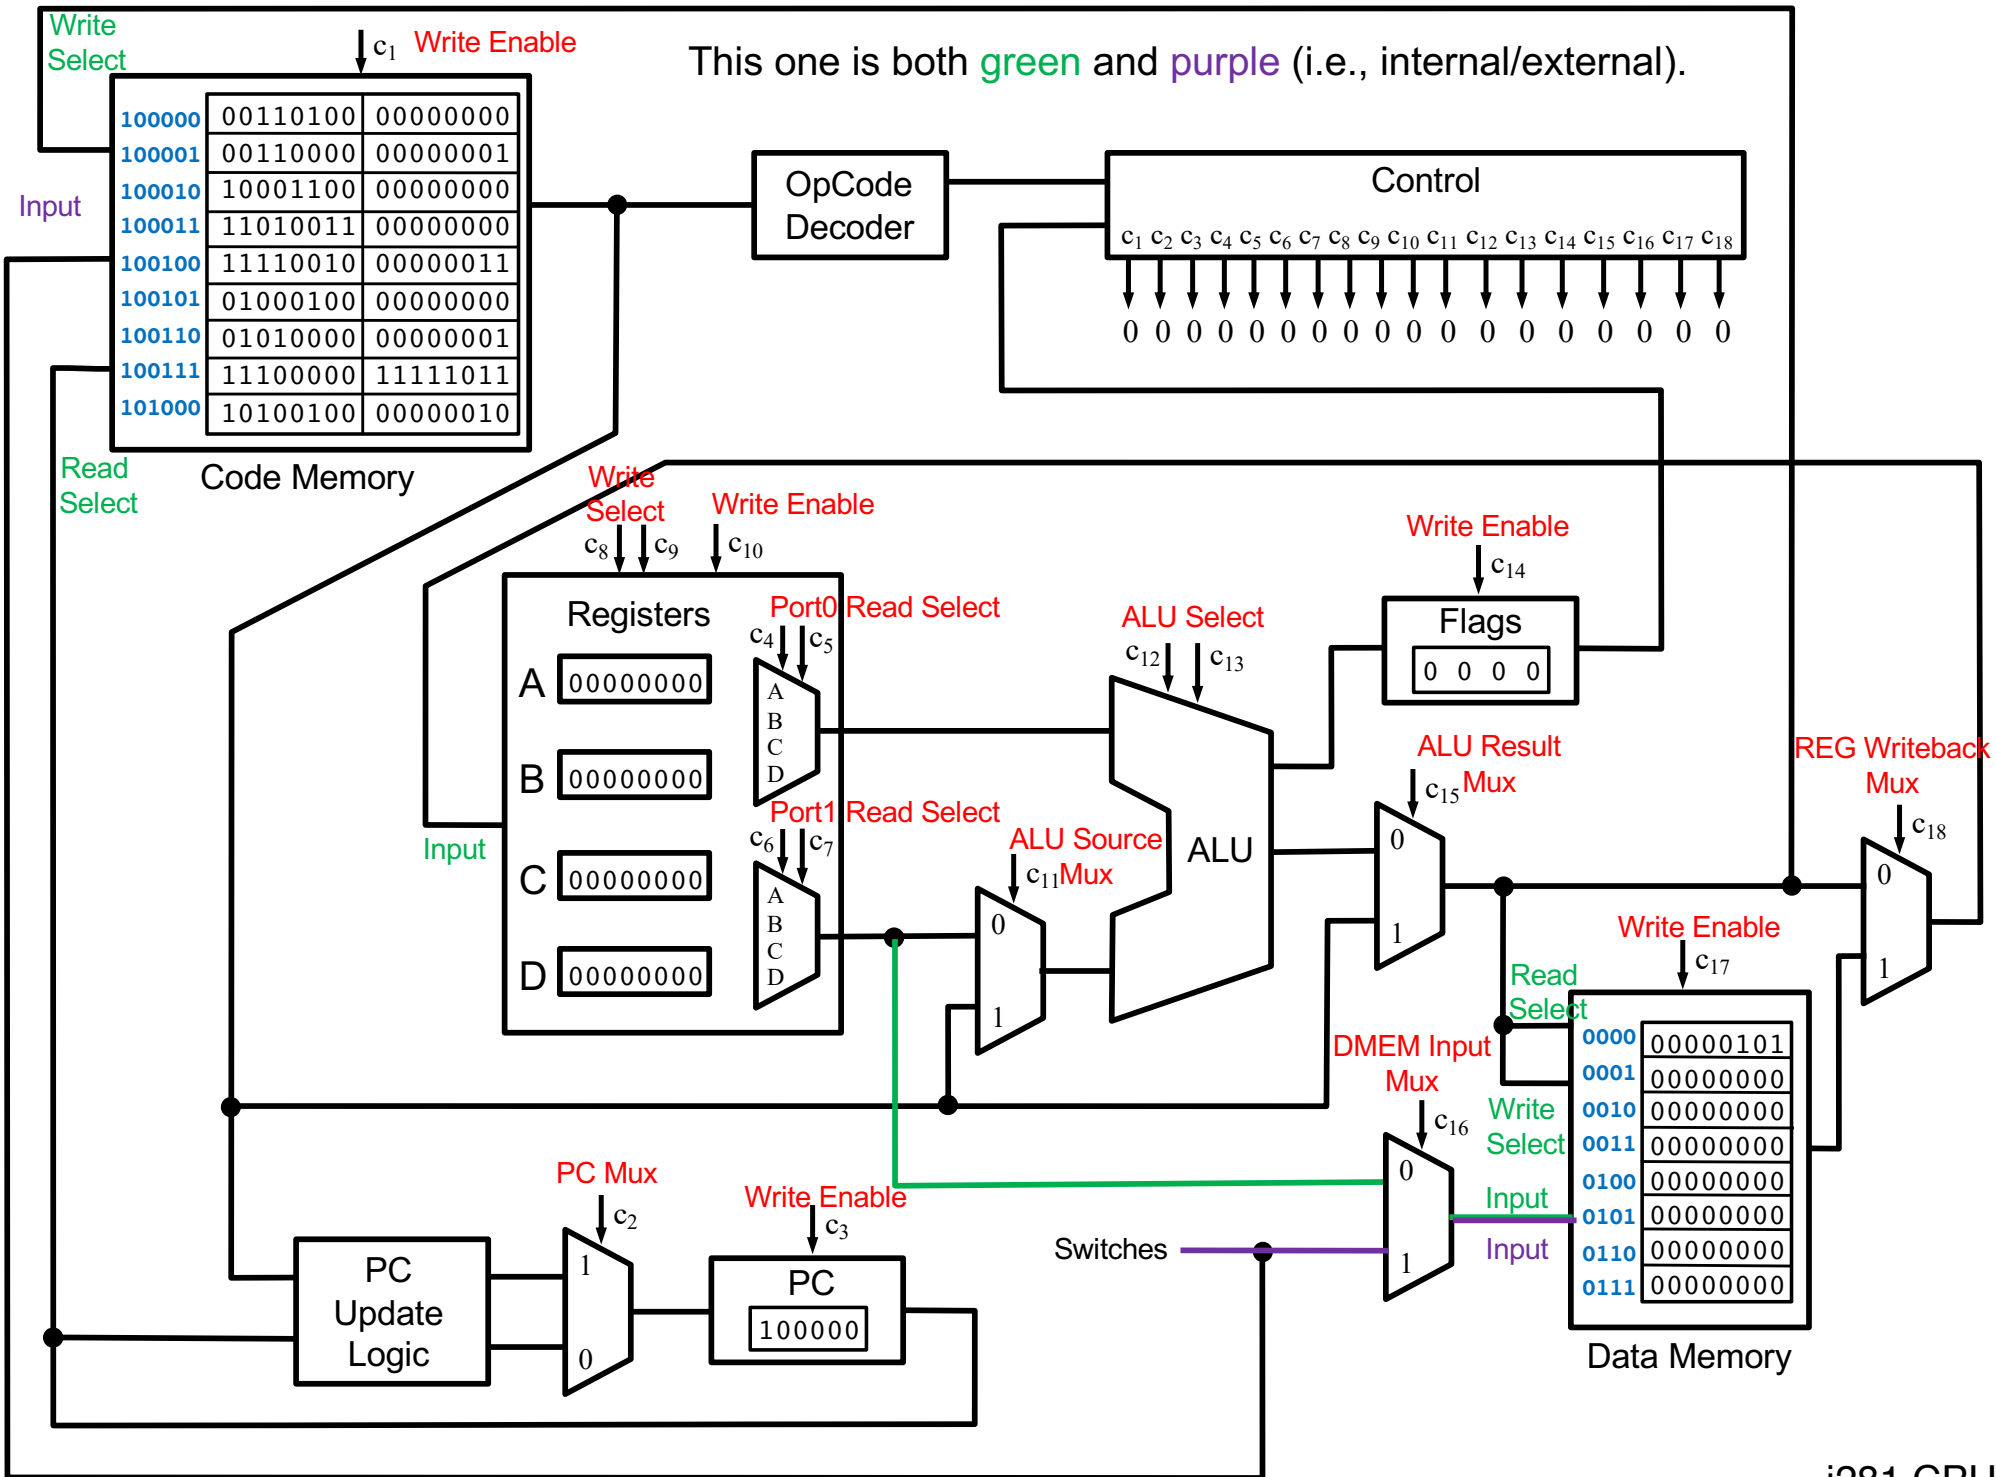 This one is both green and purple (i.e., internal/external).
Write
Select
c1 Write Enable
Input
100000 00110100 00000000
100001 00110000 00000001
100010 10001100 00000000
100011 11010011 00000000
100100 11110010 00000011
100101 01000100 00000000
100110 01010000 00000001
100111 11100000 11111011
101000 10100100 00000010
Read
Select
Code Memory
OpCode
Decoder
Control
c1 c2 c3 c4 c5 c6 c7 c8 c9 c10 c11 c12 c13 c14 c15 c16 c17 c18
0 0 0 0 0 0 0 0 0 0 0 0 0 0 0 0 0 0
Write
Select
c8 c9
Write Enable
c10
Registers
A 00000000
B 00000000
C 00000000
D 00000000
Input
Port0 Read Select
c4 c5
A
B
C
D
Port1 Read Select
c6 c7
A
B
C
D
ALU Source
Mux
c11
0
1
ALU Select
c12 c13
ALU
Write Enable
c14
Flags
0 0 0 0
ALU Result
Mux
c15
0
1
REG Writeback
Mux
c18
0
1
Write Enable
c17
Read
Select
Write
Select
Input
Input
0000 00000101
0001 00000000
0010 00000000
0011 00000000
0100 00000000
0101 00000000
0110 00000000
0111 00000000
Data Memory
DMEM Input
Mux
c16
0
1
Switches
PC Mux
c2
1
0
Write Enable
c3
PC
100000
PC
Update
Logic
i281 CPU